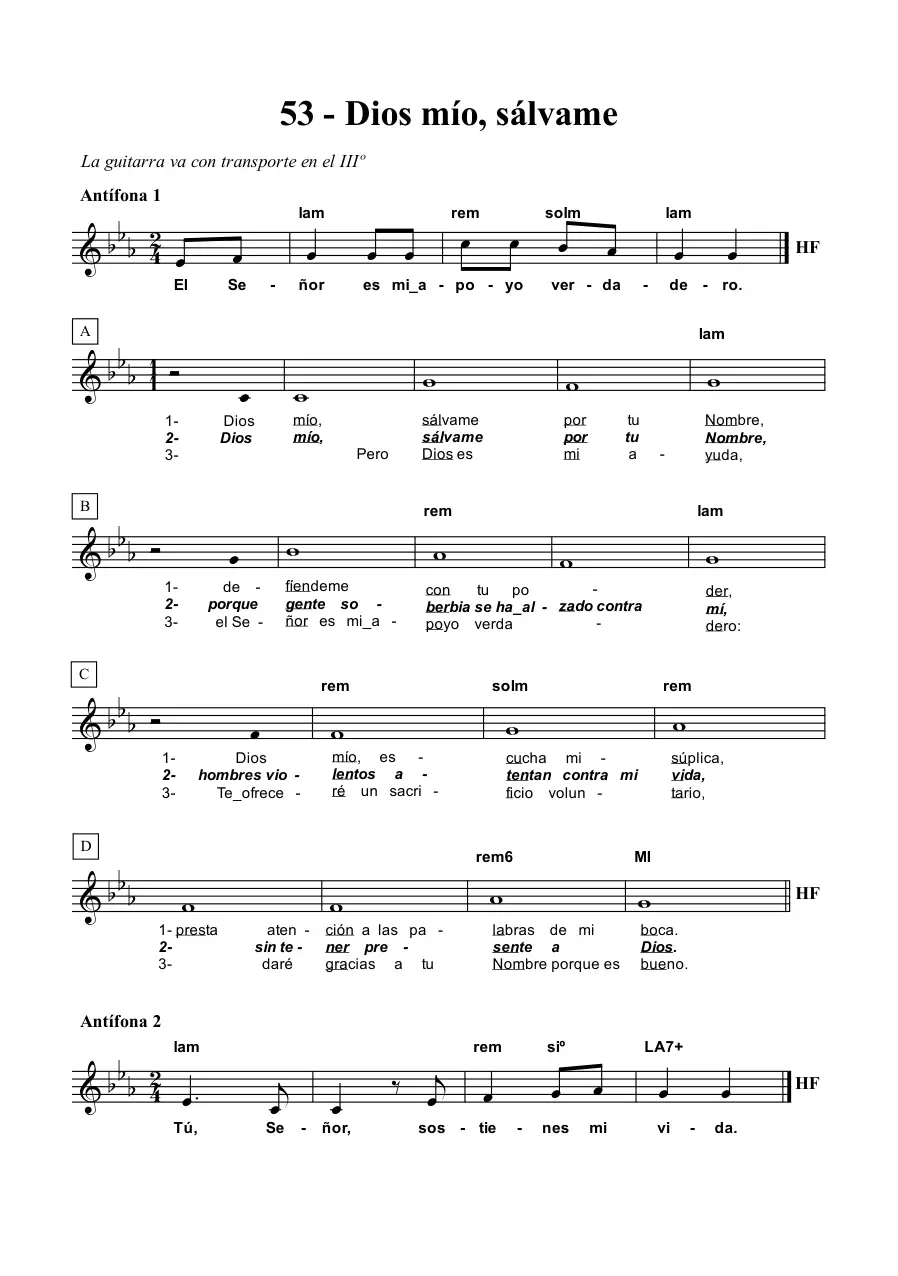 53 - Dios mío, sálvame
La guitarra va con transporte en el IIIº
Antífona 1
lam rem solm lam
2 4 HF
El Se - ñor es mi_a - po - yo ver - da - de - ro.
A lam
1- Dios mío, sálvame por tu Nombre,
2- Dios mío, sálvame por tu Nombre,
3- Pero Dios es mi a - yuda,
B rem lam
1- de - fíendeme con tu po - der,
2- porque gente so - berbia se ha_al - zado contra mí,
3- el Se - ñor es mi_a - poyo verda - dero:
C rem solm rem
1- Dios mío, es - cucha mi - súplica,
2- hombres vio - lentos a - tentan contra mi vida,
3- Te_ofrece - ré un sacri - ficio volun - tario,
D rem6 MI
HF
1- presta aten - ción a las pa - labras de mi boca.
2- sin te - ner pre - sente a Dios.
3- daré gracias a tu Nombre porque es bueno.
Antífona 2
lam rem siº LA7+
2 4 HF
Tú, Se - ñor, sos - tie - nes mi vi - da.